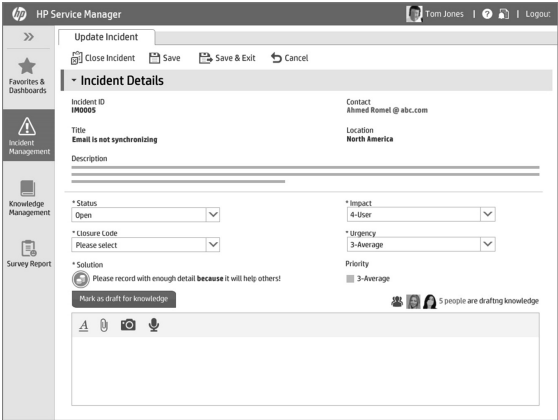 hp HP Service Manager Tom Jones | ? | Logout
Update Incident
Close Incident Save Save & Exit Cancel
Favorites &
Dashboards
Incident Details
Incident ID Contact
IM0005 Ahmed Romel @ abc.com
Title Location
Email is not synchronizing North America
Incident
Management
Description
Knowledge
Management
* Status * Impact
Open 4-User
* Closure Code * Urgency
Please select 3-Average
Survey Report
* Solution Priority
Please record with enough detail because it will help others! 3-Average
Mark as draft for knowledge 5 people are draftng knowledge
A